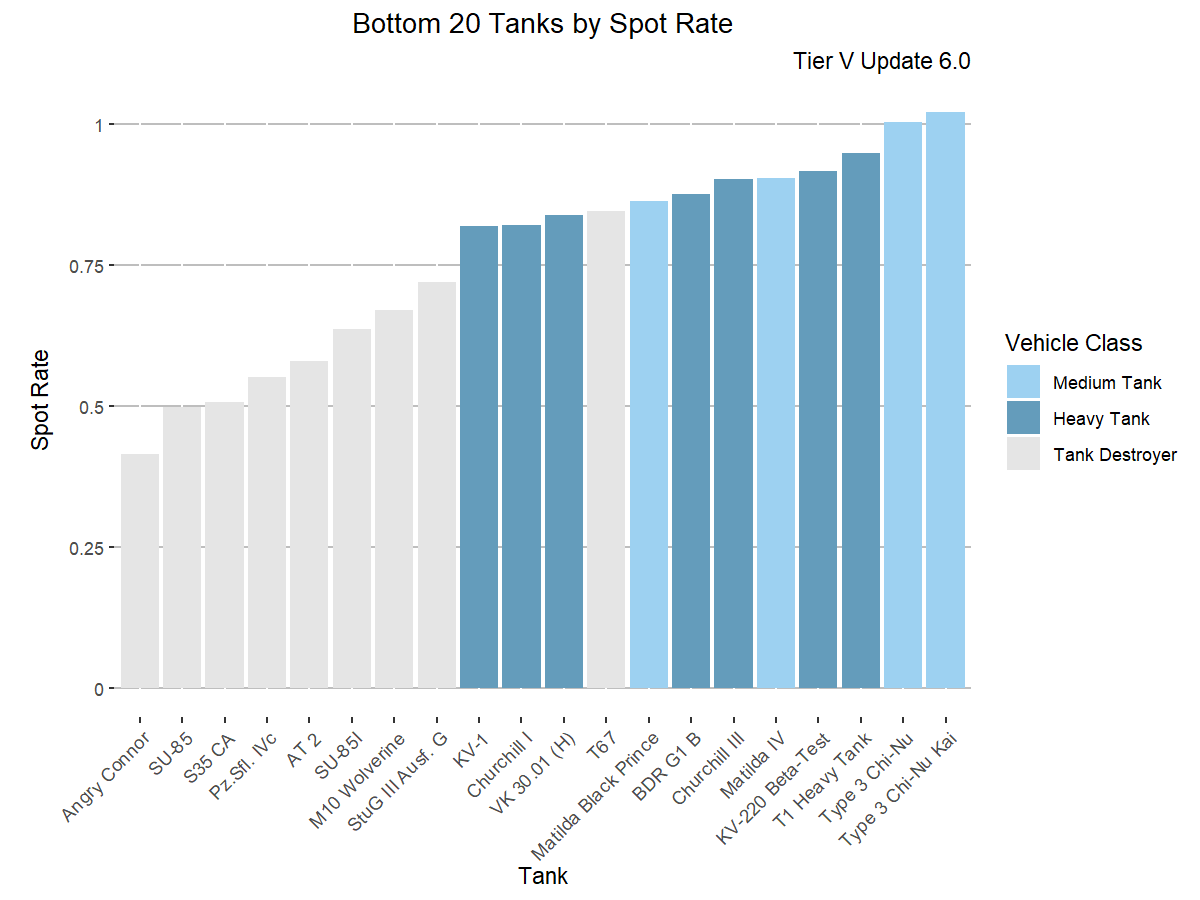 Bottom 20 Tanks by Spot Rate
Tier V Update 6.0
Spot Rate
1
0.75
0.5
0.25
0
Angry Connor
SU-85
S35 CA
Pz.Sfl. IVc
AT 2
SU-85I
M10 Wolverine
StuG III Ausf. G
KV-1
Churchill I
VK 30.01 (H)
T67
Matilda Black Prince
BDR G1 B
Churchill III
Matilda IV
KV-220 Beta-Test
T1 Heavy Tank
Type 3 Chi-Nu
Type 3 Chi-Nu Kai
Tank
Vehicle Class
Medium Tank
Heavy Tank
Tank Destroyer